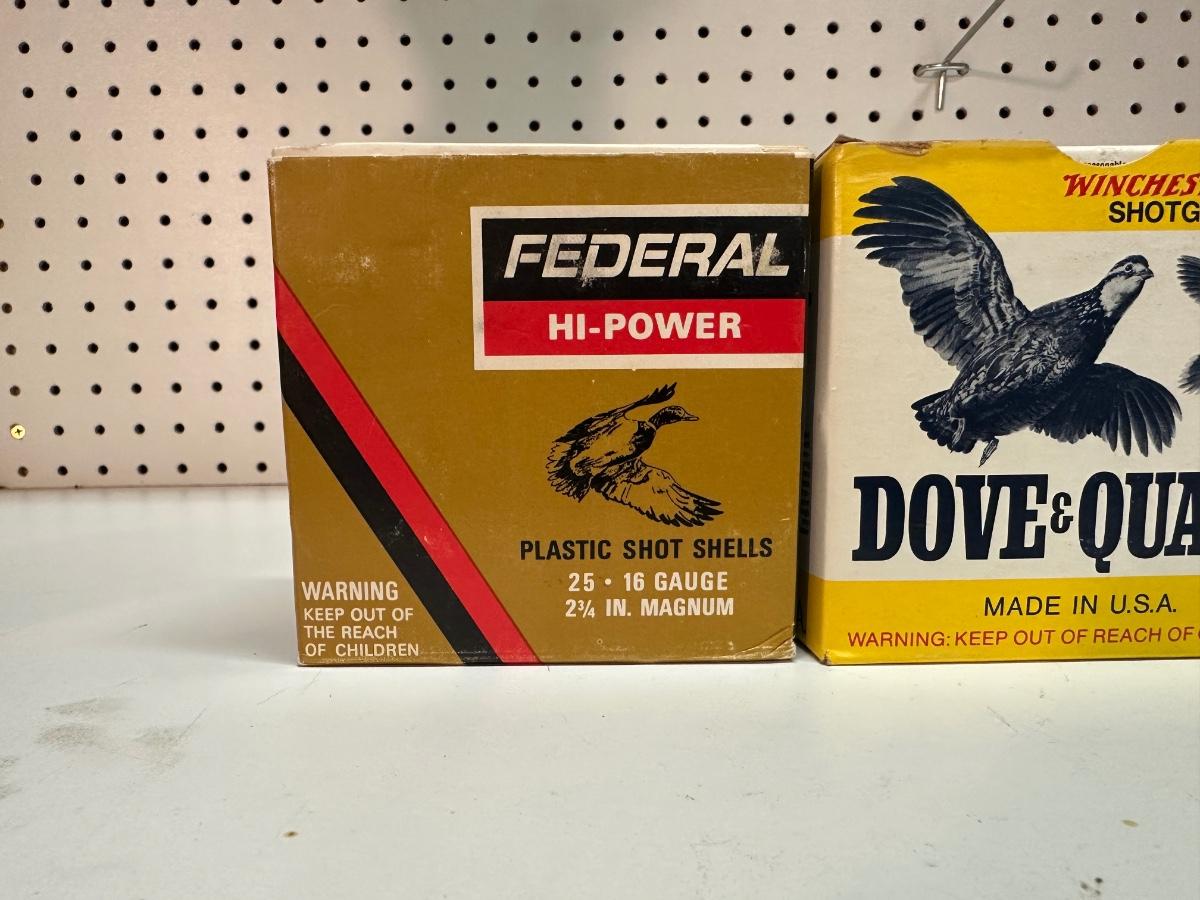 FEDERAL
HI-POWER
PLASTIC SHOT SHELLS
25 • 16 GAUGE
2¾ IN. MAGNUM
WARNING
KEEP OUT OF
THE REACH
OF CHILDREN
WINCHES
SHOTG
DOVE & QUA
MADE IN U.S.A.
WARNING: KEEP OUT OF REACH OF